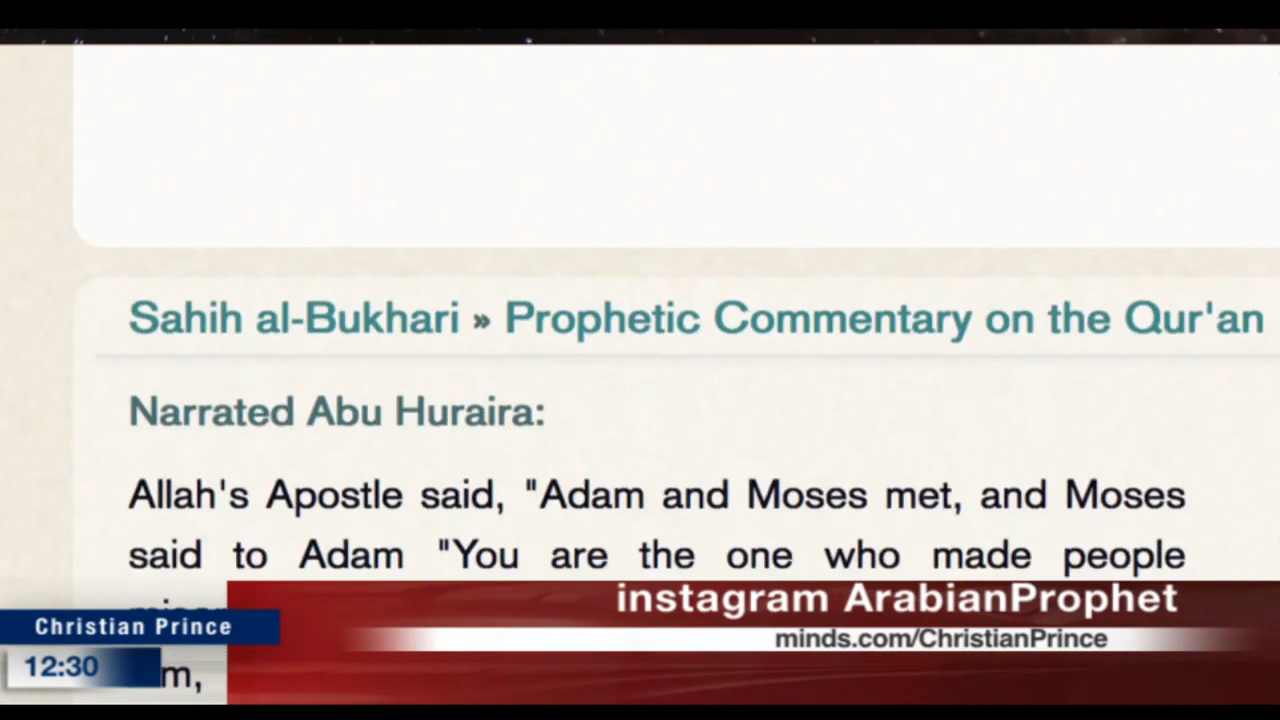 Sahih al-Bukhari » Prophetic Commentary on the Qur'an
Narrated Abu Huraira:
Allah's Apostle said, "Adam and Moses met, and Moses
said to Adam "You are the one who made people
instagram ArabianProphet
Christian Prince
minds.com/ChristianPrince
12:30
m,